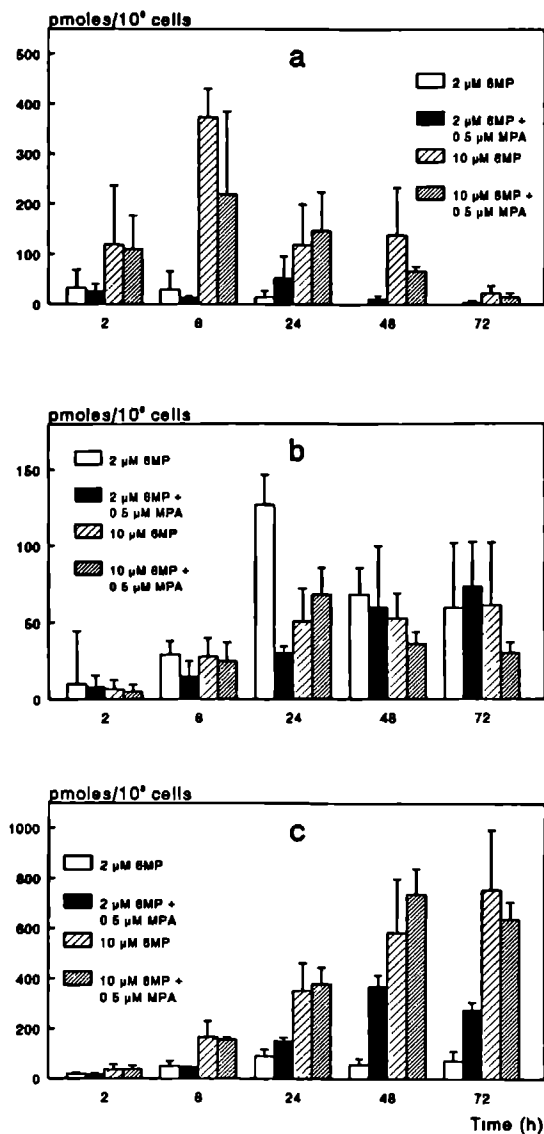 pmoles/10⁶ cells
a
500
400
300
200
100
0
2 µM 6MP
2 µM 6MP +
0.5 µM MPA
10 µM 6MP
10 µM 6MP +
0.5 µM MPA
2 6 24 48 72
pmoles/10⁶ cells
b
150
100
50
0
2 µM 6MP
2 µM 6MP +
0.5 µM MPA
10 µM 6MP
10 µM 6MP +
0.5 µM MPA
2 6 24 48 72
pmoles/10⁶ cells
c
1000
800
600
400
200
0
2 µM 6MP
2 µM 6MP +
0.5 µM MPA
10 µM 6MP
10 µM 6MP +
0.5 µM MPA
2 6 24 48 72
Time (h)